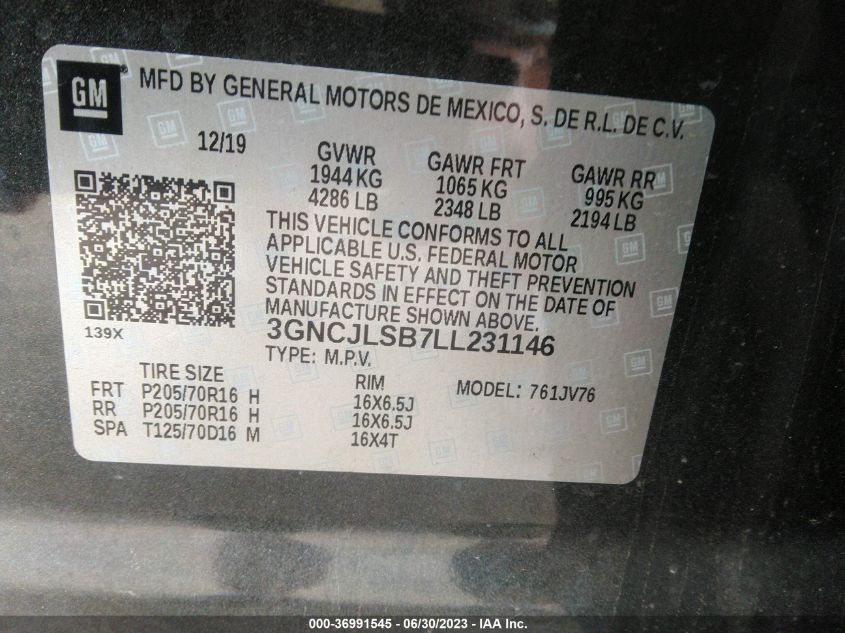 GM
MFD BY GENERAL MOTORS DE MEXICO, S. DE R.L. DE C.V.
12/19
GVWR GAWR FRT GAWR RR
1944 KG 1065 KG 995 KG
4286 LB 2348 LB 2194 LB
THIS VEHICLE CONFORMS TO ALL
APPLICABLE U.S. FEDERAL MOTOR
VEHICLE SAFETY AND THEFT PREVENTION
STANDARDS IN EFFECT ON THE DATE OF
MANUFACTURE SHOWN ABOVE.
139X
3GNCJLSB7LL231146
TYPE: M.P.V.
TIRE SIZE RIM MODEL: 761JV76
FRT P205/70R16 H 16X6.5J
RR P205/70R16 H 16X6.5J
SPA T125/70D16 M 16X4T
000-36991545 - 06/30/2023 - IAA Inc.